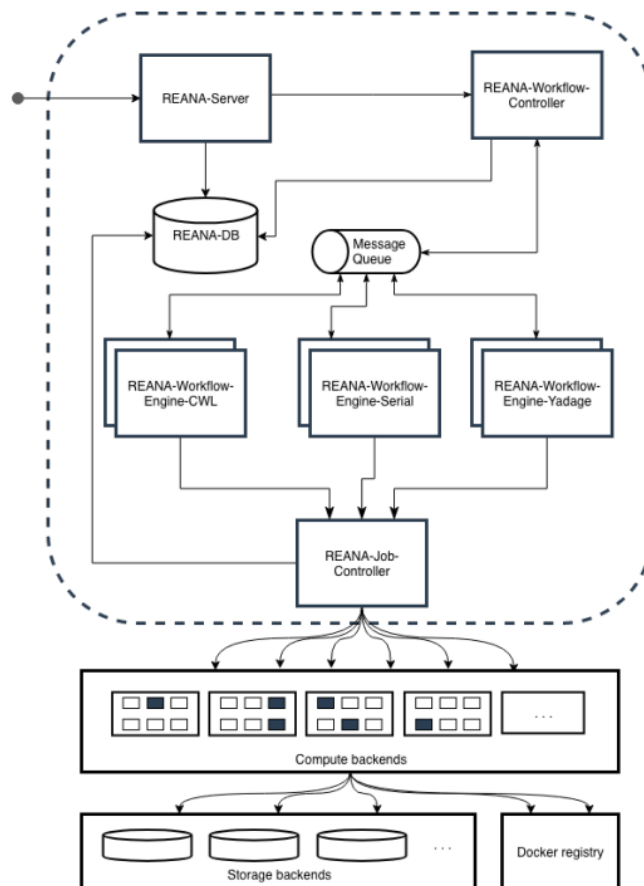 REANA-Server
REANA-Workflow-
Controller
REANA-DB
Message
Queue
REANA-Workflow-
Engine-CWL
REANA-Workflow-
Engine-Serial
REANA-Workflow-
Engine-Yadage
REANA-Job-
Controller
...
Compute backends
...
Storage backends
Docker registry